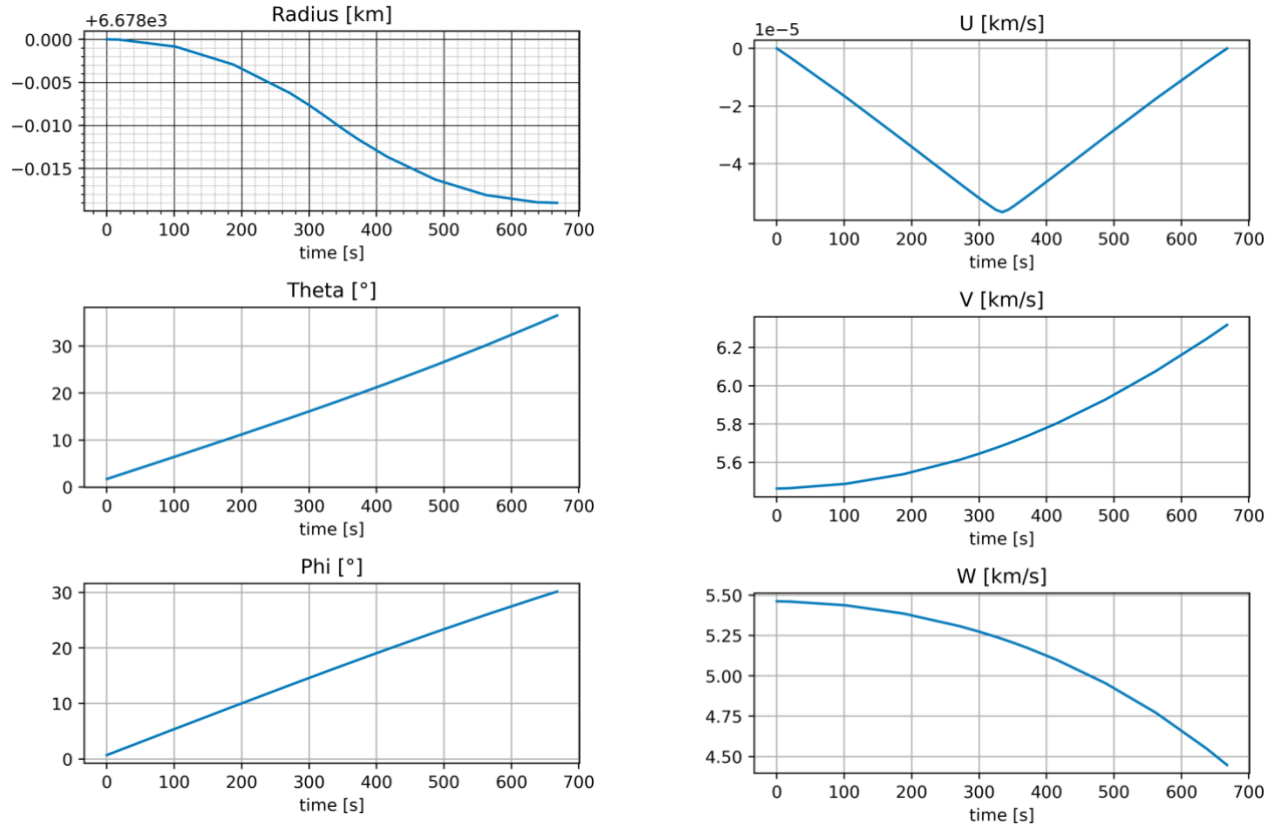 Radius [km]
+6.678e3
0.000
−0.005
−0.010
−0.015
0 100 200 300 400 500 600 700
time [s]
U [km/s]
1e−5
0
−2
−4
0 100 200 300 400 500 600 700
time [s]
Theta [°]
30
20
10
0
0 100 200 300 400 500 600 700
time [s]
V [km/s]
6.2
6.0
5.8
5.6
0 100 200 300 400 500 600 700
time [s]
Phi [°]
30
20
10
0
0 100 200 300 400 500 600 700
time [s]
W [km/s]
5.50
5.25
5.00
4.75
4.50
0 100 200 300 400 500 600 700
time [s]